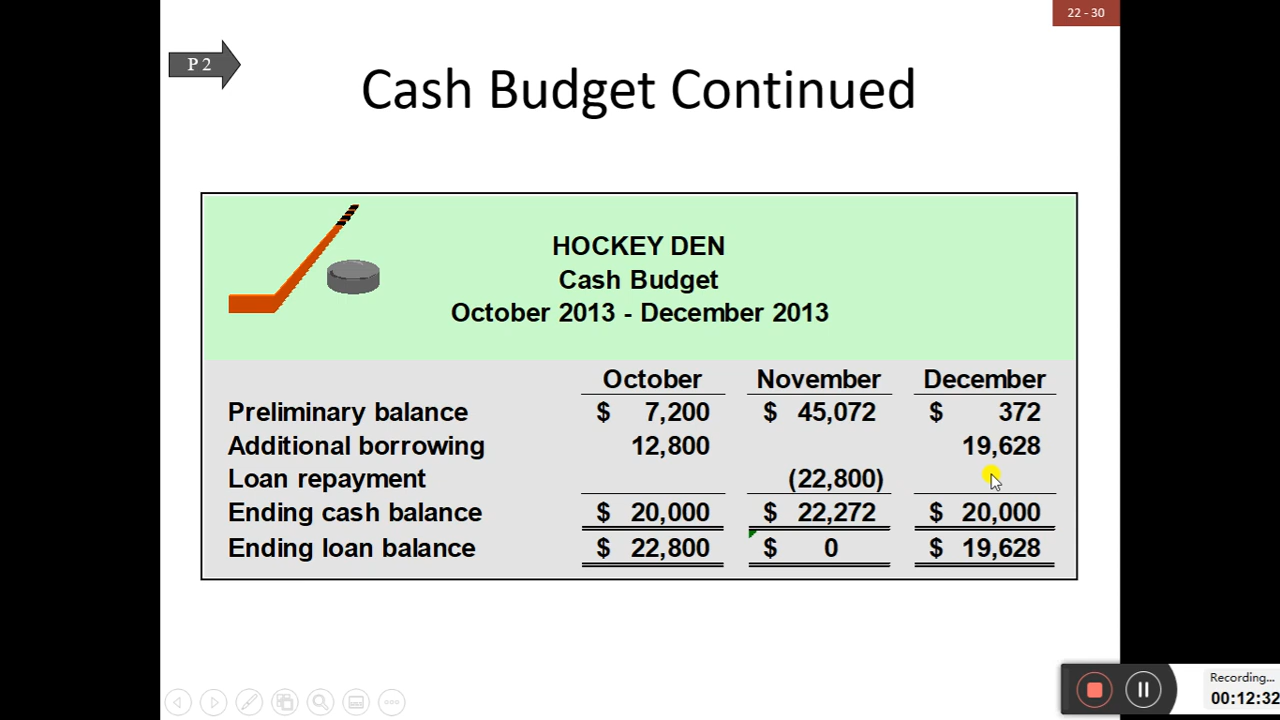 22 - 30
P 2
Cash Budget Continued
HOCKEY DEN
Cash Budget
October 2013 - December 2013
October November December
Preliminary balance $ 7,200 $ 45,072 $ 372
Additional borrowing 12,800 19,628
Loan repayment (22,800)
Ending cash balance $ 20,000 $ 22,272 $ 20,000
Ending loan balance $ 22,800 $ 0 $ 19,628
Recording...
00:12:32